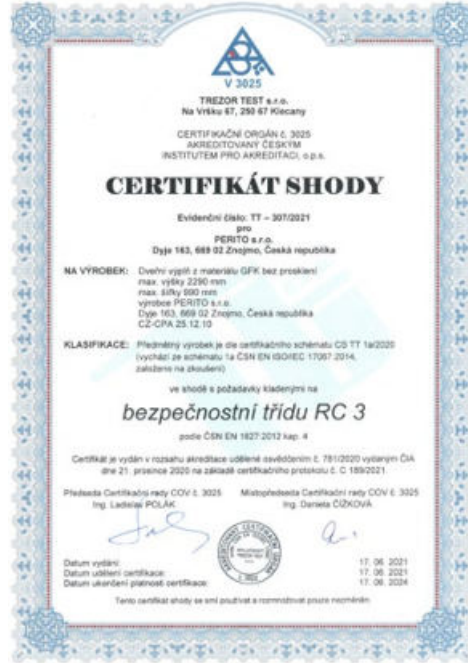 V 3025
TREZOR TEST s.r.o.
Na Vršku 67, 250 67 Klecany
CERTIFIKAČNÍ ORGÁN č. 3025
AKREDITOVANÝ ČESKÝM
INSTITUTEM PRO AKREDITACI, o.p.s.
CERTIFIKÁT SHODY
Evidenční číslo: TT – 307/2021
pro
PERITO s.r.o.
Dyje 163, 669 02 Znojmo, Česká republika
NA VÝROBEK: Dveřní výplň z materiálu GFK bez prosklení
max. výšky 2290 mm
max. šířky 990 mm
výrobce PERITO s.r.o.
Dyje 163, 669 02 Znojmo, Česká republika
CZ-CPA 25.12.10
KLASIFIKACE: Předmětný výrobek je dle certifikačního schématu CS TT 1a/2020
(vychází ze schématu 1a ČSN EN ISO/IEC 17067:2014,
založeno na zkoušení)
ve shodě s požadavky kladenými na
bezpečnostní třídu RC 3
podle ČSN EN 1627:2012 kap. 4
Certifikát je vydán v rozsahu akreditace udělené osvědčením č. 781/2020 vydaným ČIA
dne 21. prosince 2020 na základě certifikačního protokolu č. C 189/2021.
Předseda Certifikační rady COV č. 3025 Místopředseda Certifikační rady COV č. 3025
Ing. Ladislav POLÁK Ing. Daniela ČÍŽKOVÁ
Datum vydání: 17. 06. 2021
Datum udělení certifikace: 17. 06. 2021
Datum ukončení platnosti certifikace: 17. 06. 2024
Tento certifikát shody se smí používat a rozmnožovat pouze nezměněn.